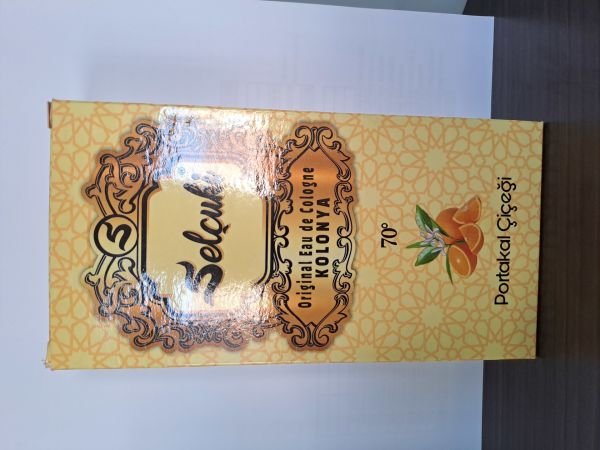 S
Selçuklu
Original Eau de Cologne
KOLONYA
70°
Portakal Çiçeği